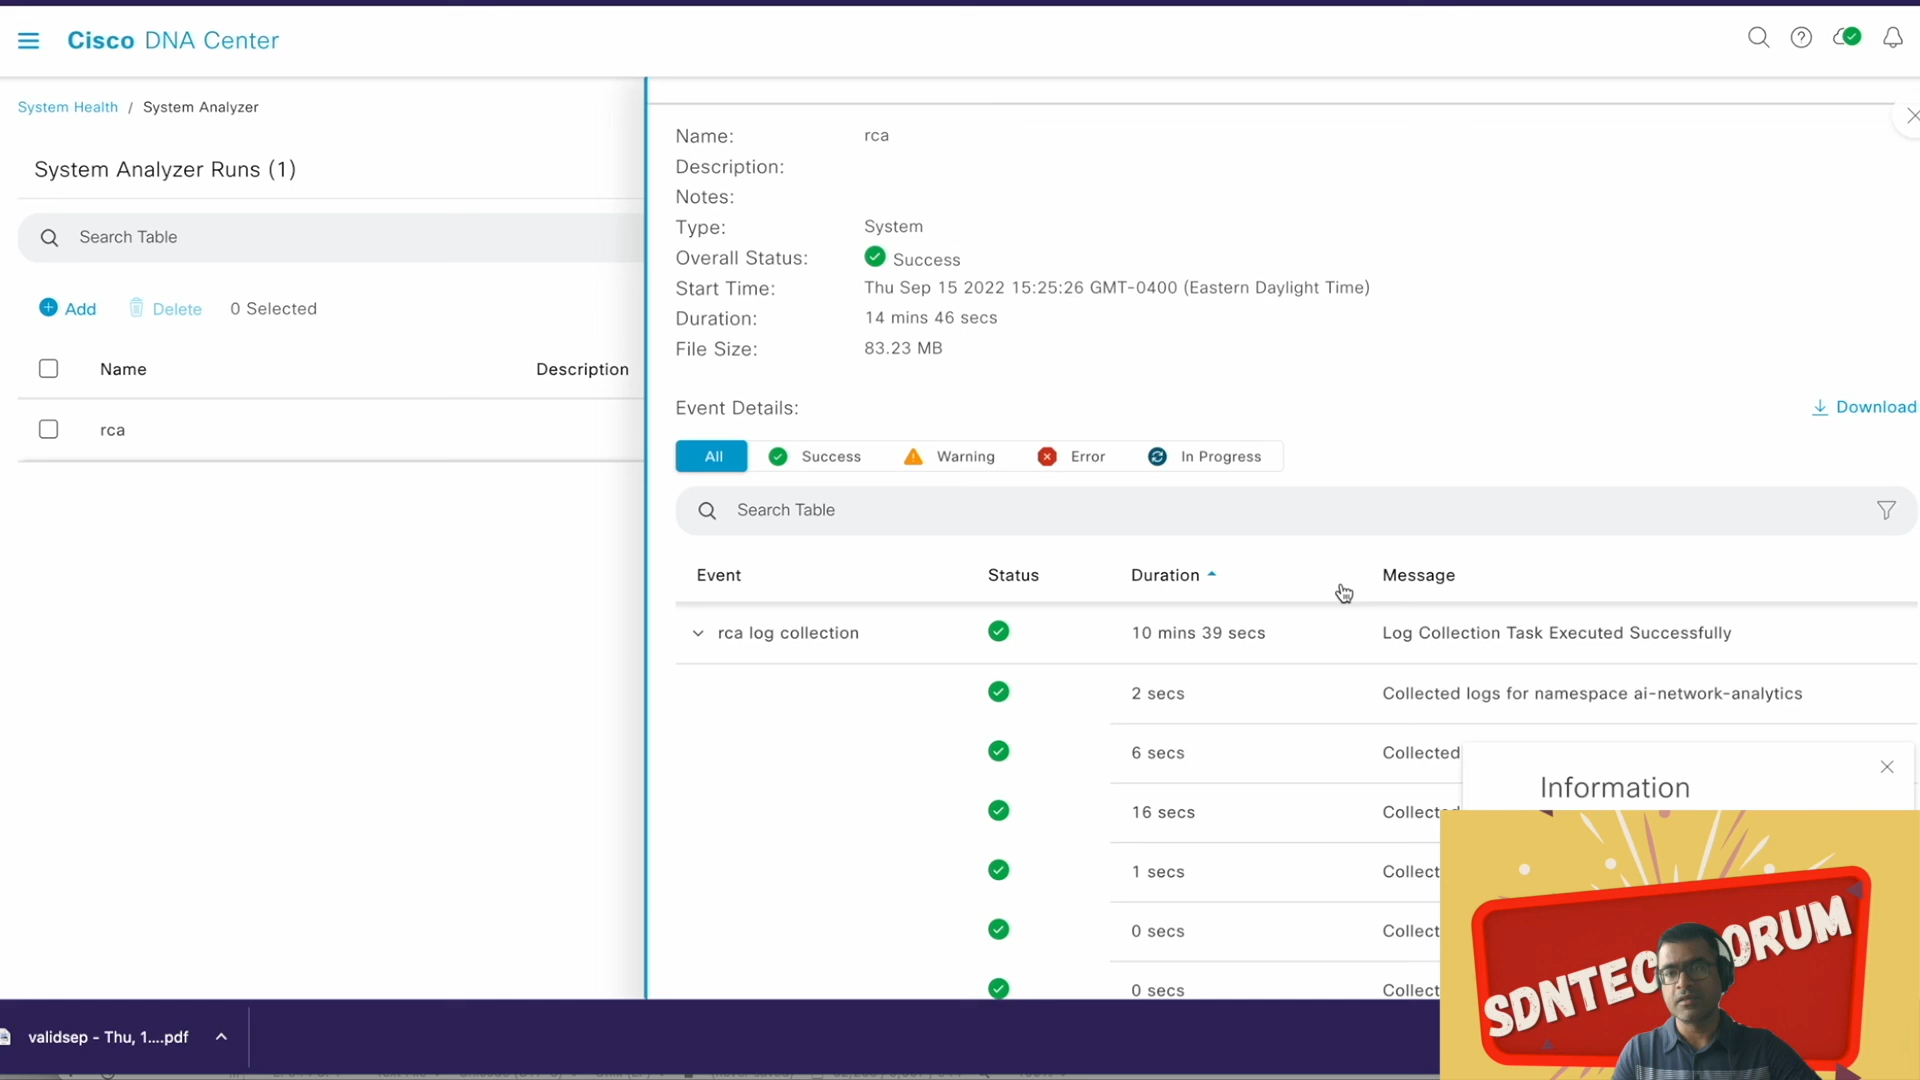 Cisco DNA Center
System Health / System Analyzer
System Analyzer Runs (1)
Search Table
Add Delete 0 Selected
Name Description
rca
Name: rca
Description:
Notes:
Type: System
Overall Status: Success
Start Time: Thu Sep 15 2022 15:25:26 GMT-0400 (Eastern Daylight Time)
Duration: 14 mins 46 secs
File Size: 83.23 MB
Event Details:
Download
All Success Warning Error In Progress
Search Table
Event Status Duration Message
rca log collection 10 mins 39 secs Log Collection Task Executed Successfully
2 secs Collected logs for namespace ai-network-analytics
6 secs Collected
16 secs Collected
1 secs Collect
0 secs Collect
0 secs Collect
Information
validsep - Thu, 1....pdf